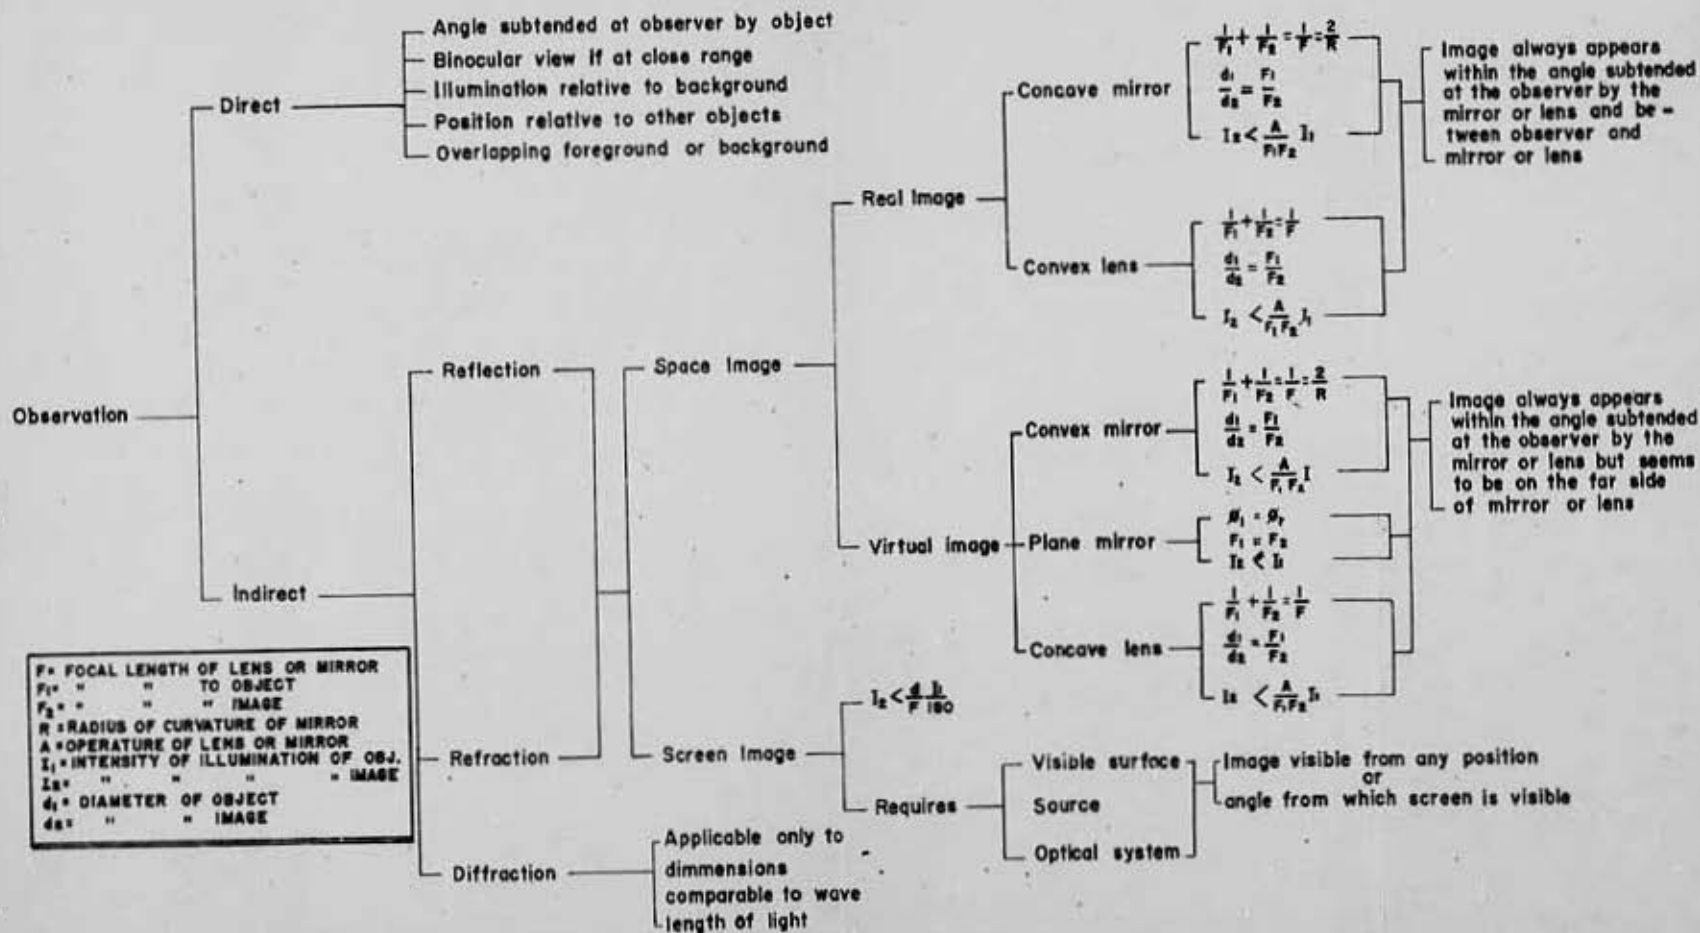 Observation
Direct
Angle subtended at observer by object
Binocular view if at close range
Illumination relative to background
Position relative to other objects
Overlapping foreground or background
Indirect
Reflection
Refraction
Diffraction
Applicable only to
dimmensions
comparable to wave
length of light
Space Image
Real Image
Concave mirror
1/F₁ + 1/F₂ = 1/F = 2/R
d₁/d₂ = F₁/F₂
I₂ < A/F₁F₂ I₁
Convex lens
1/F₁ + 1/F₂ = 1/F
d₁/d₂ = F₁/F₂
I₂ < A/F₁F₂ I₁
Image always appears
within the angle subtended
at the observer by the
mirror or lens and be-
tween observer and
mirror or lens
Virtual image
Convex mirror
1/F₁ + 1/F₂ = 1/F = 2/R
d₁/d₂ = F₁/F₂
I₂ < A/F₁F₂ I
Plane mirror
Ø₁ = Øᵣ
F₁ = F₂
I₂ < I₁
Concave lens
1/F₁ + 1/F₂ = 1/F
d₁/d₂ = F₁/F₂
I₂ < A/F₁F₂ I₁
Image always appears
within the angle subtended
at the observer by the
mirror or lens but seems
to be on the far side
of mirror or lens
Screen Image
I₂ < d/F I₁/160
Requires
Visible surface
Source
Optical system
Image visible from any position
or
angle from which screen is visible
F = FOCAL LENGTH OF LENS OR MIRROR
F₁ = " " TO OBJECT
F₂ = " " " IMAGE
R = RADIUS OF CURVATURE OF MIRROR
A = OPERATURE OF LENS OR MIRROR
I₁ = INTENSITY OF ILLUMINATION OF OBJ.
I₂ = " " " " IMAGE
d₁ = DIAMETER OF OBJECT
d₂ = " " IMAGE